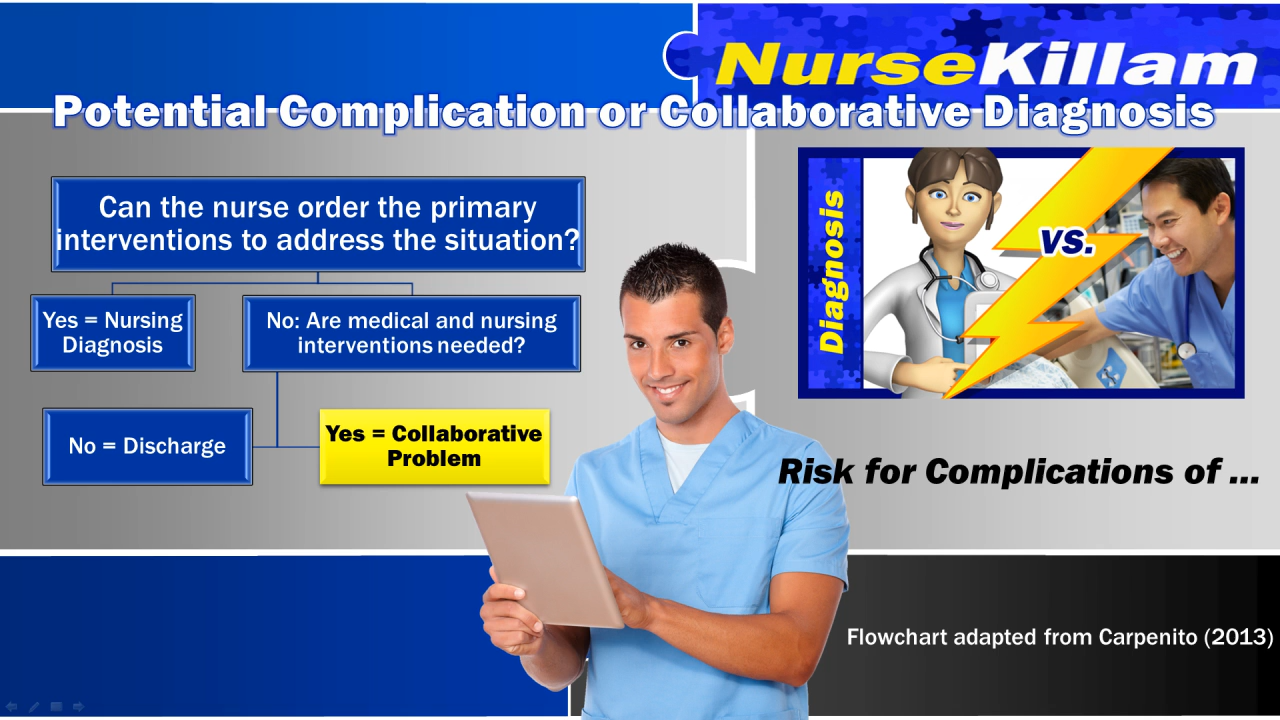 NurseKillam
Potential Complication or Collaborative Diagnosis
Can the nurse order the primary
interventions to address the situation?
Yes = Nursing
Diagnosis
No: Are medical and nursing
interventions needed?
No = Discharge
Yes = Collaborative
Problem
Diagnosis
vs.
Risk for Complications of ...
Flowchart adapted from Carpenito (2013)